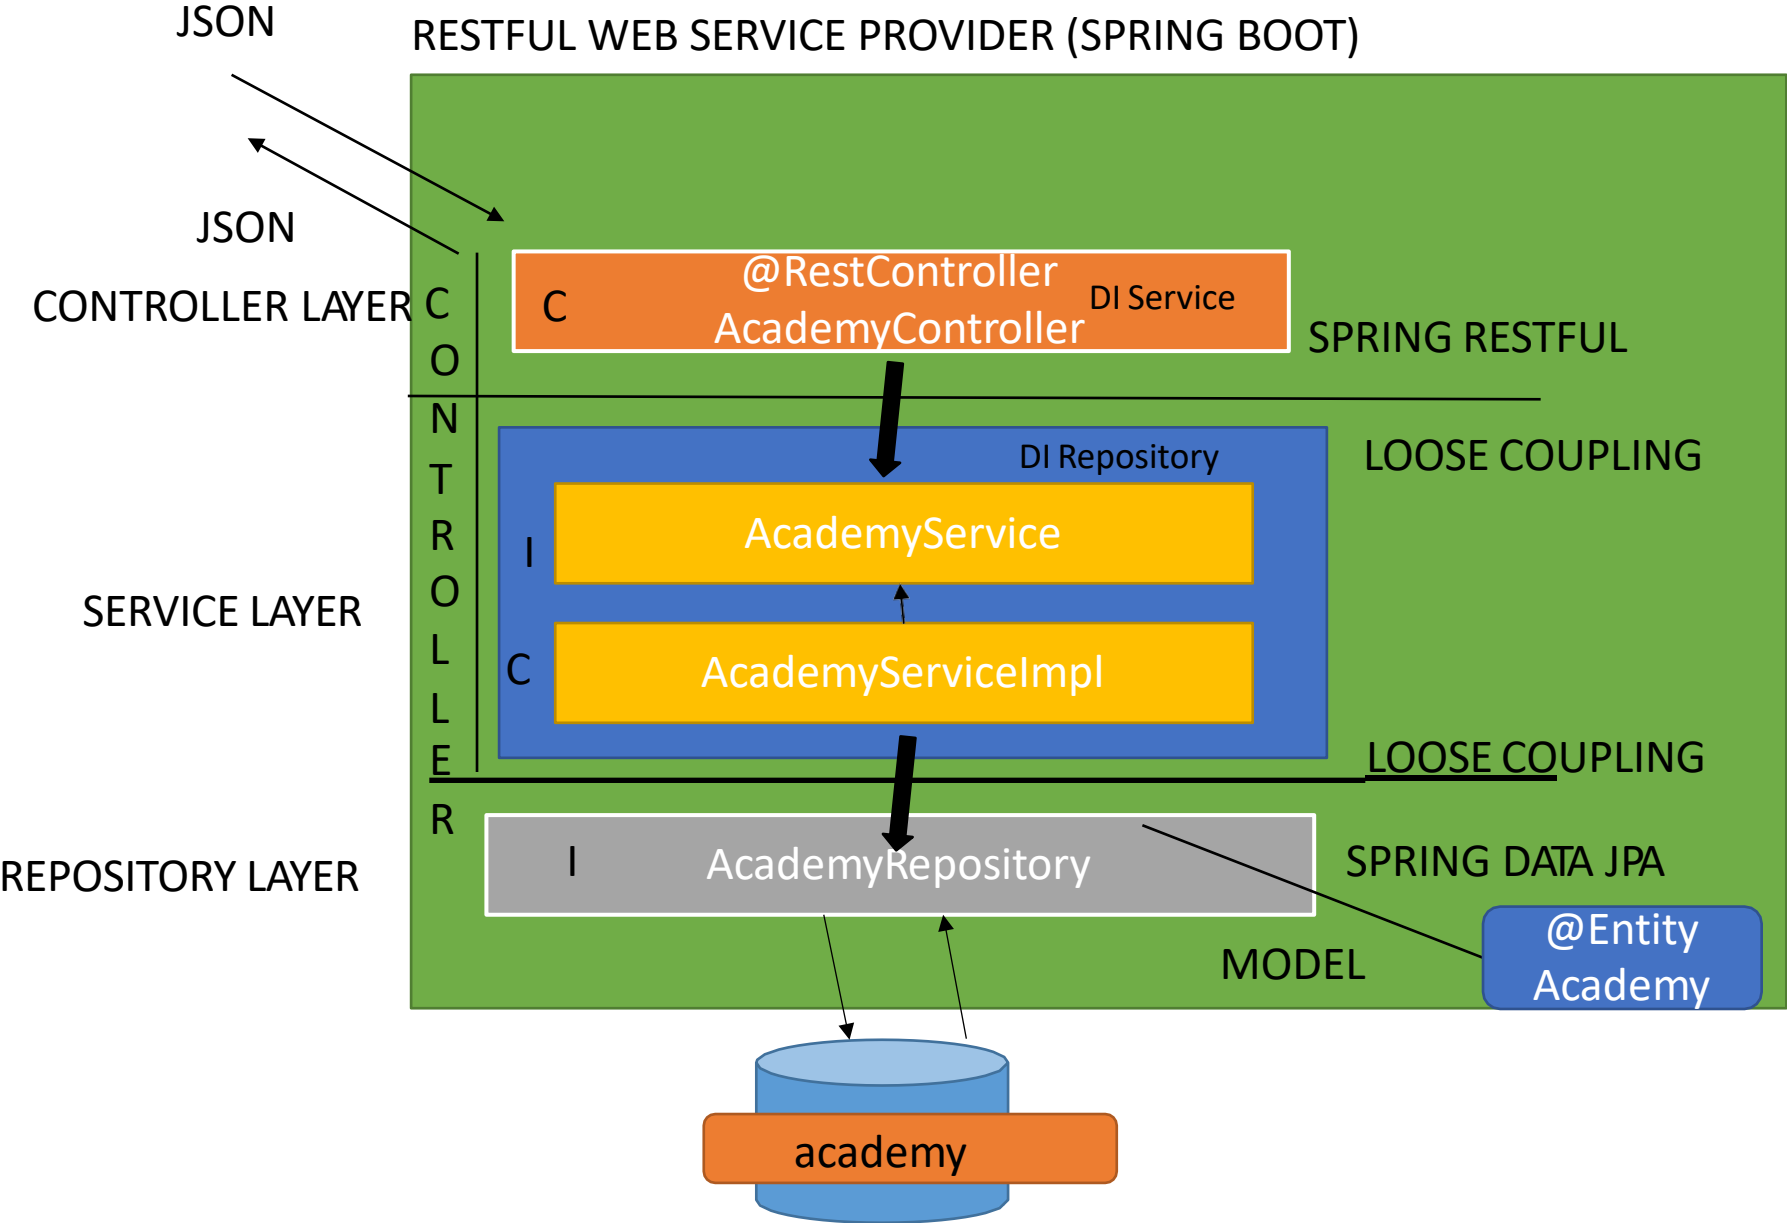 JSON
RESTFUL WEB SERVICE PROVIDER (SPRING BOOT)
JSON
CONTROLLER LAYER
C
O
N
T
R
O
L
L
E
R
C
@RestController
AcademyController
DI Service
SPRING RESTFUL
DI Repository
LOOSE COUPLING
I
AcademyService
SERVICE LAYER
C
AcademyServiceImpl
LOOSE COUPLING
REPOSITORY LAYER
I
AcademyRepository
SPRING DATA JPA
MODEL
@Entity
Academy
academy